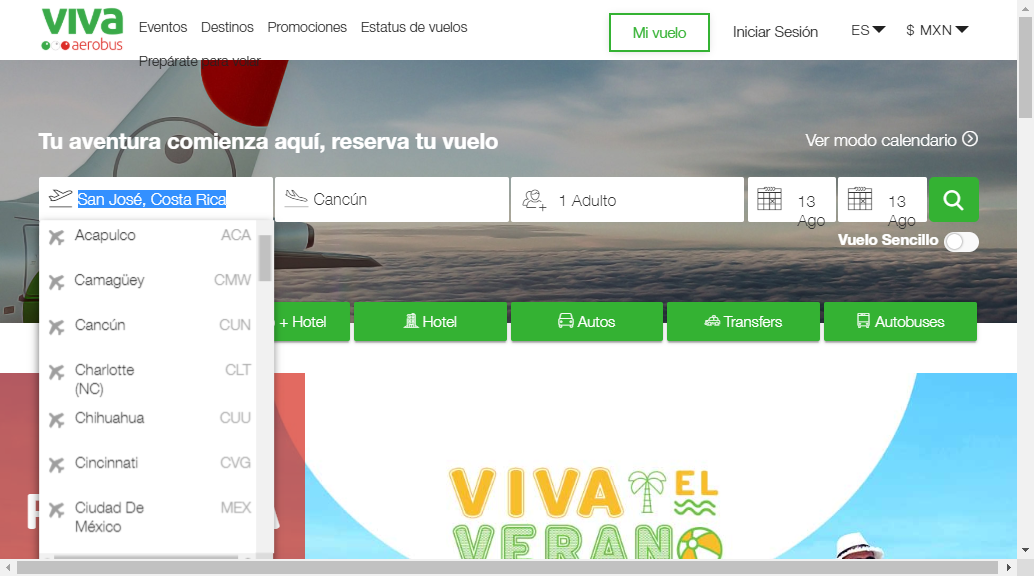 viva
aerobus
Eventos Destinos Promociones Estatus de vuelos
Prepárate para volar
Mi vuelo
Iniciar Sesión
ES
$ MXN
Tu aventura comienza aquí, reserva tu vuelo
Ver modo calendario
San José, Costa Rica
Cancún
1 Adulto
13
Ago
13
Ago
Vuelo Sencillo
Acapulco ACA
Camagüey CMW
Cancún CUN
Charlotte CLT
(NC)
Chihuahua CUU
Cincinnati CVG
Ciudad De MEX
México
+ Hotel
Hotel
Autos
Transfers
Autobuses
VIVA EL
VERANO